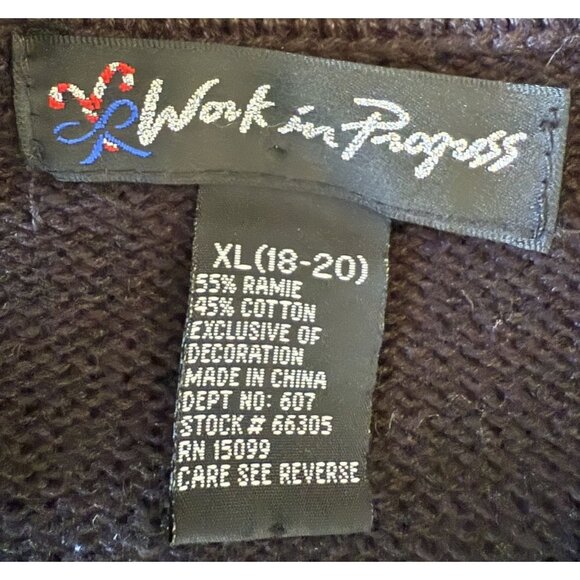 Work in Progress
XL (18-20)
55% RAMIE
45% COTTON
EXCLUSIVE OF
DECORATION
MADE IN CHINA
DEPT NO: 607
STOCK# 66305
RN 15099
CARE SEE REVERSE